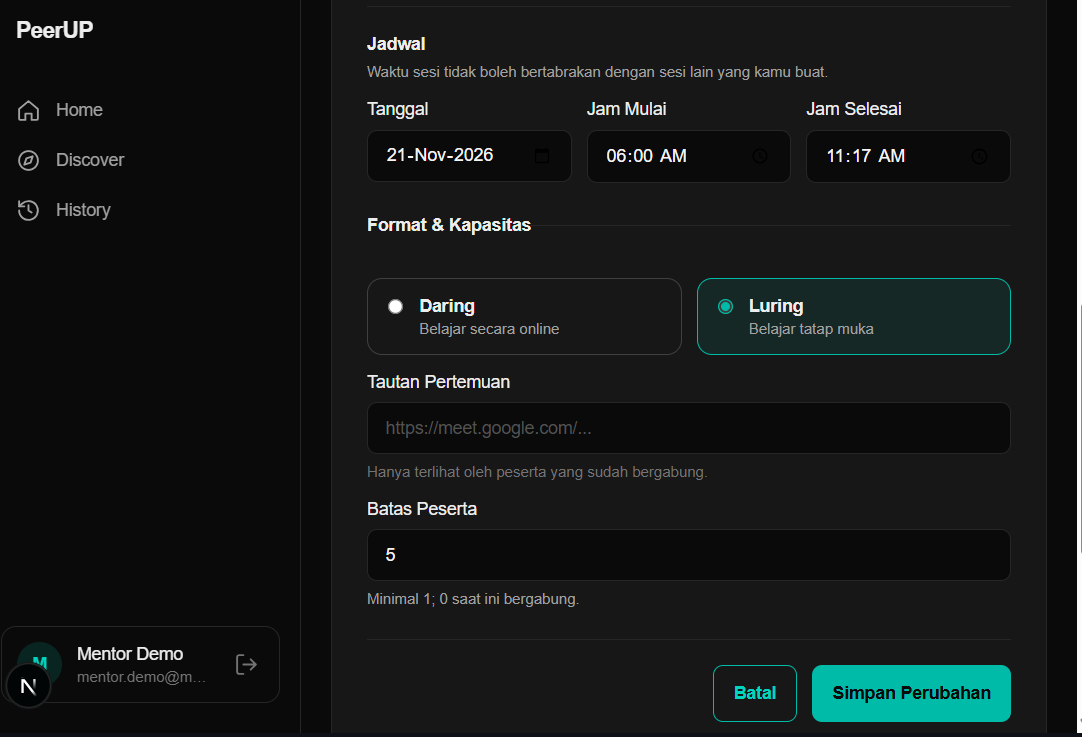 PeerUP
Home
Discover
History
Mentor Demo
mentor.demo@m...
M
N
Jadwal
Waktu sesi tidak boleh bertabrakan dengan sesi lain yang kamu buat.
Tanggal Jam Mulai Jam Selesai
21-Nov-2026 06:00 AM 11:17 AM
Format & Kapasitas
Daring
Belajar secara online
Luring
Belajar tatap muka
Tautan Pertemuan
https://meet.google.com/...
Hanya terlihat oleh peserta yang sudah bergabung.
Batas Peserta
5
Minimal 1; 0 saat ini bergabung.
Batal Simpan Perubahan